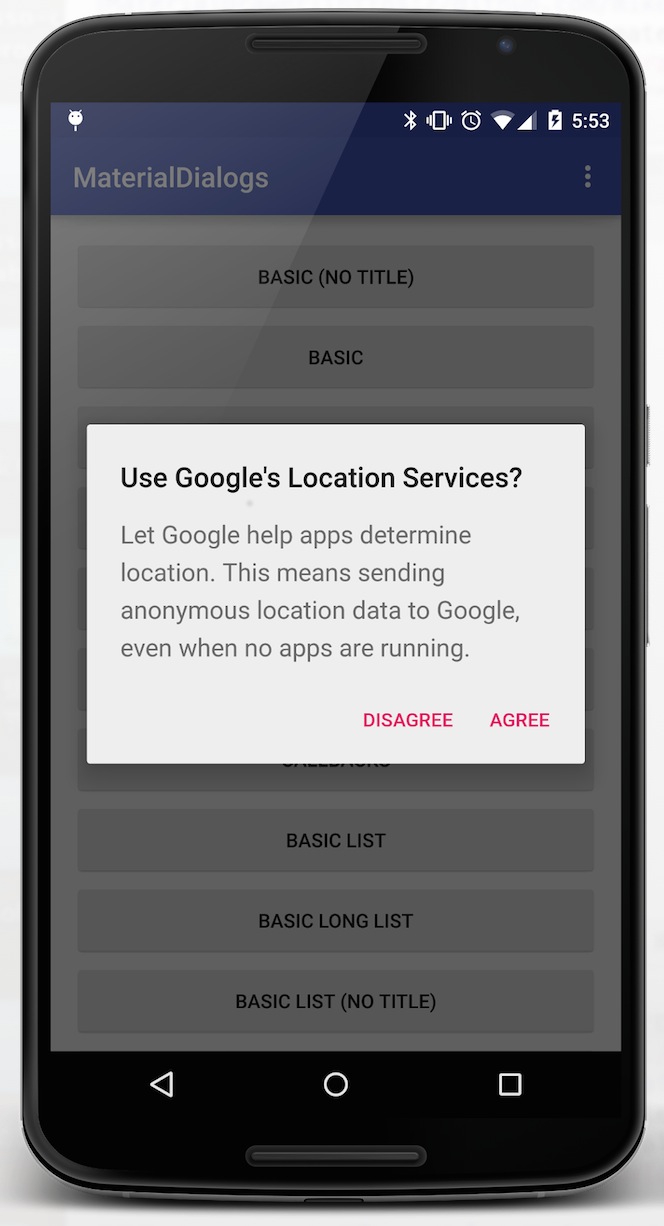 5:53
MaterialDialogs
BASIC (NO TITLE)
BASIC
Use Google's Location Services?
Let Google help apps determine
location. This means sending
anonymous location data to Google,
even when no apps are running.
DISAGREE AGREE
CALLBACKS
BASIC LIST
BASIC LONG LIST
BASIC LIST (NO TITLE)